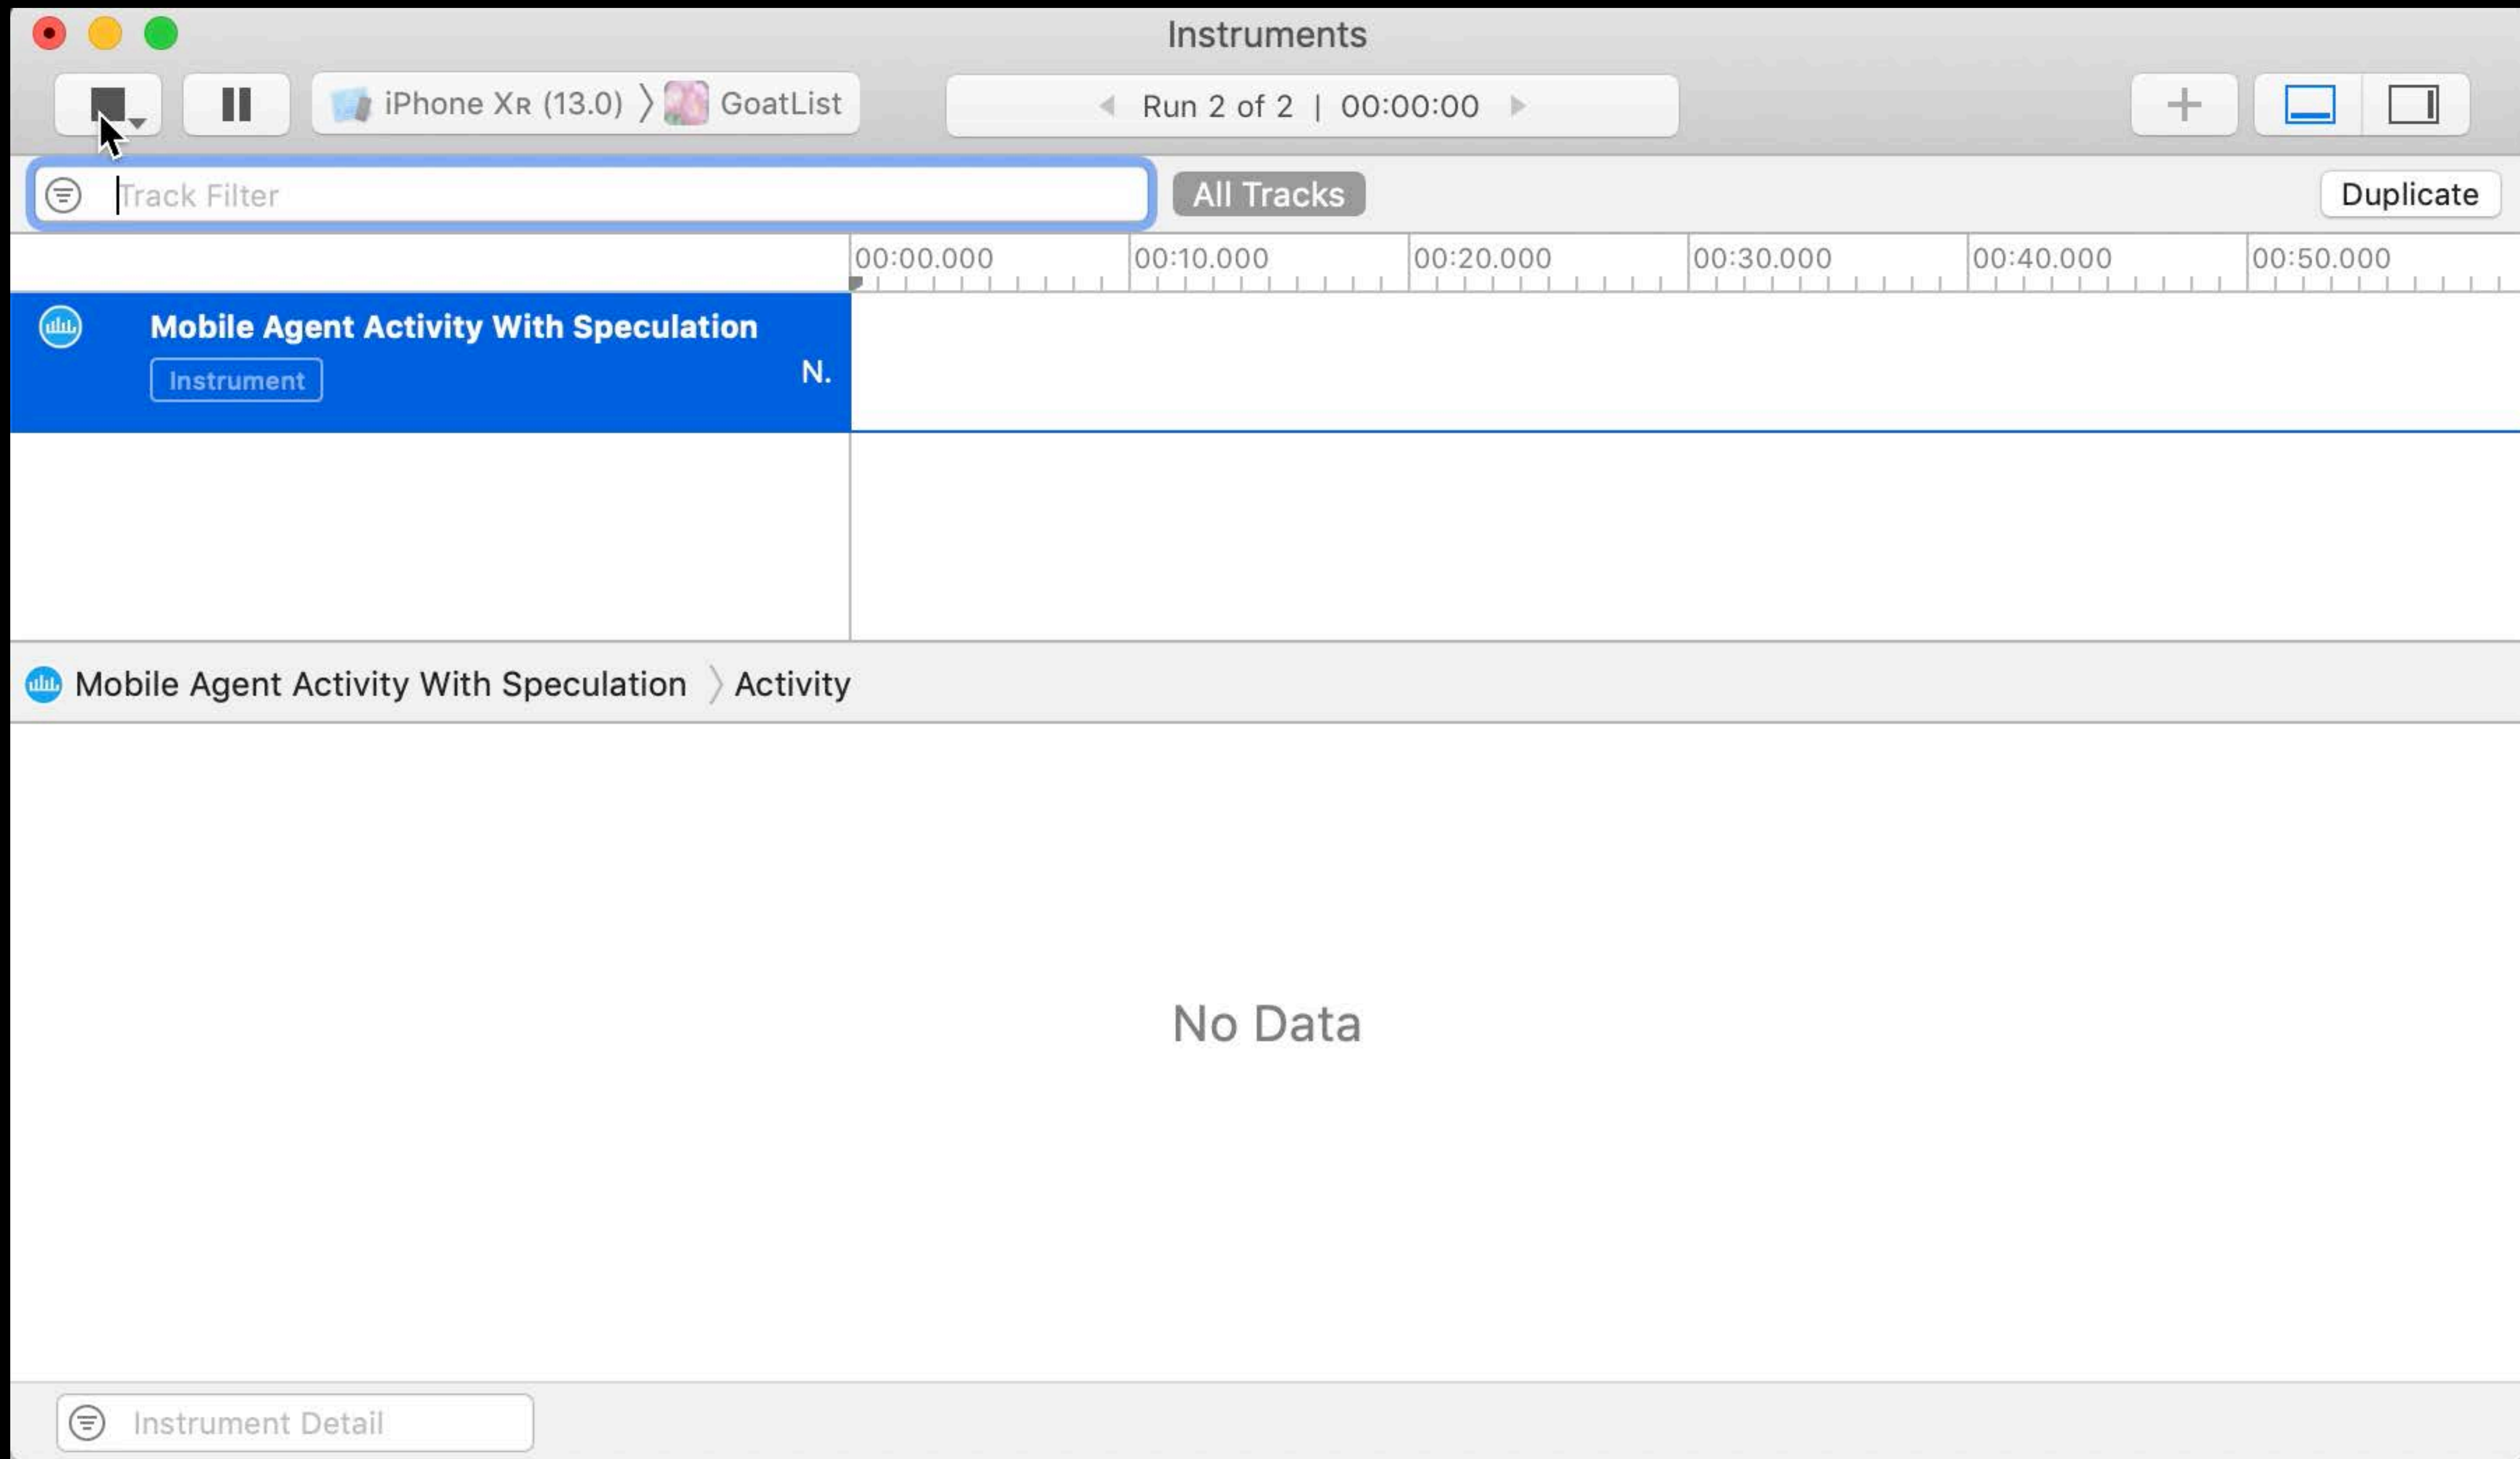 Instruments
iPhone XR (13.0) 〉 GoatList
Run 2 of 2 | 00:00:00
Track Filter
All Tracks
Duplicate
00:00.000 00:10.000 00:20.000 00:30.000 00:40.000 00:50.000
Mobile Agent Activity With Speculation
Instrument
N.
Mobile Agent Activity With Speculation 〉 Activity
No Data
Instrument Detail